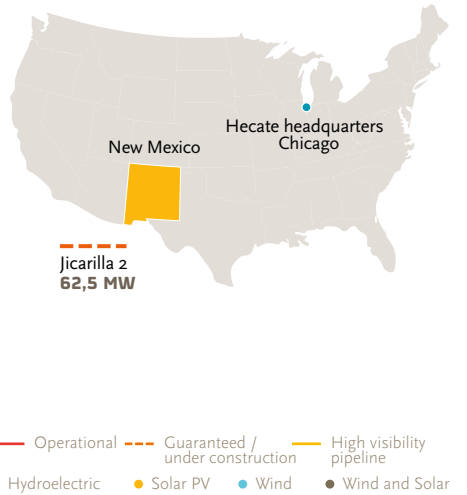 Hecate headquarters
Chicago
New Mexico
Jicarilla 2
62,5 MW
Operational
Guaranteed /
under construction
High visibility
pipeline
Hydroelectric
Solar PV
Wind
Wind and Solar